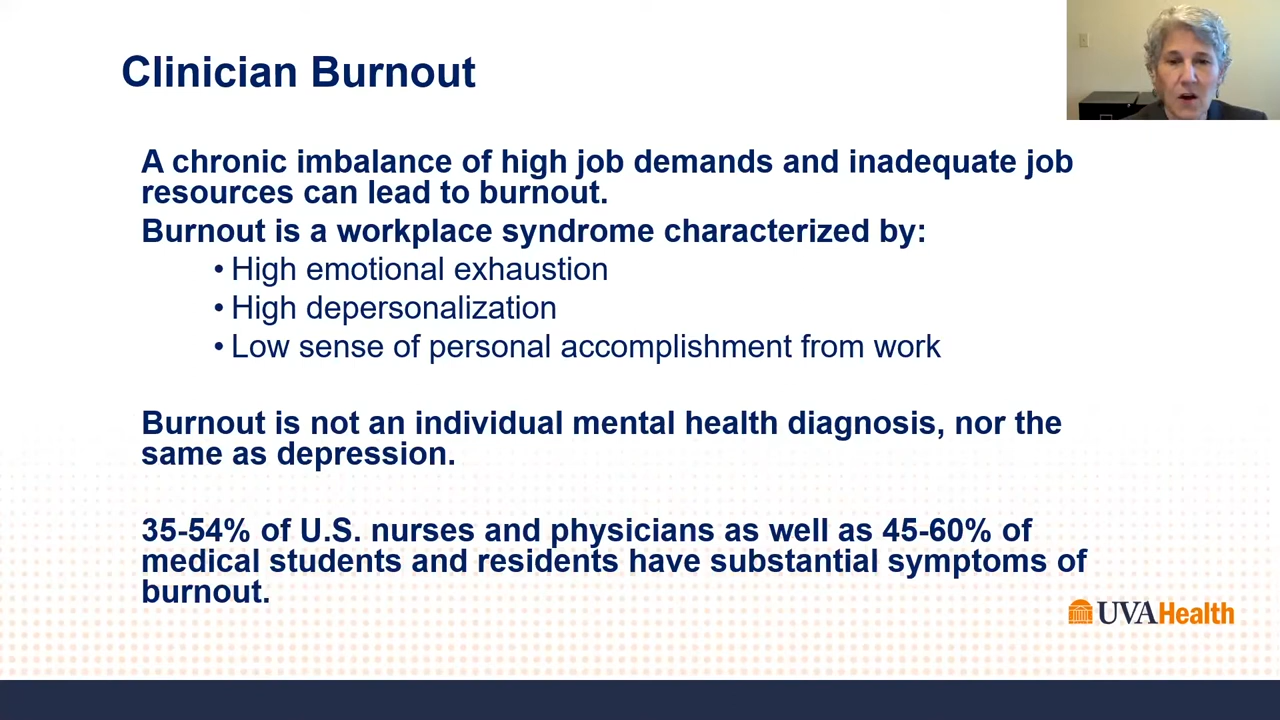 Clinician Burnout
A chronic imbalance of high job demands and inadequate job
resources can lead to burnout.
Burnout is a workplace syndrome characterized by:
• High emotional exhaustion
• High depersonalization
• Low sense of personal accomplishment from work
Burnout is not an individual mental health diagnosis, nor the
same as depression.
35-54% of U.S. nurses and physicians as well as 45-60% of
medical students and residents have substantial symptoms of
burnout.
UVAHealth